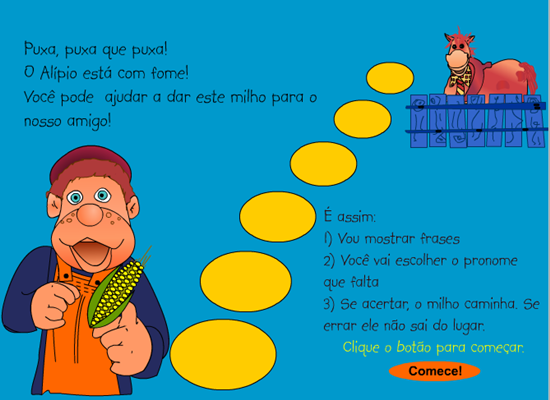 Puxa, puxa que puxa!
O Alípio está com fome!
Você pode ajudar a dar este milho para o
nosso amigo!
É assim:
1) Vou mostrar frases
2) Você vai escolher o pronome
que falta
3) Se acertar, o milho caminha. Se
errar ele não sai do lugar.
Clique o botão para começar.
Comece!